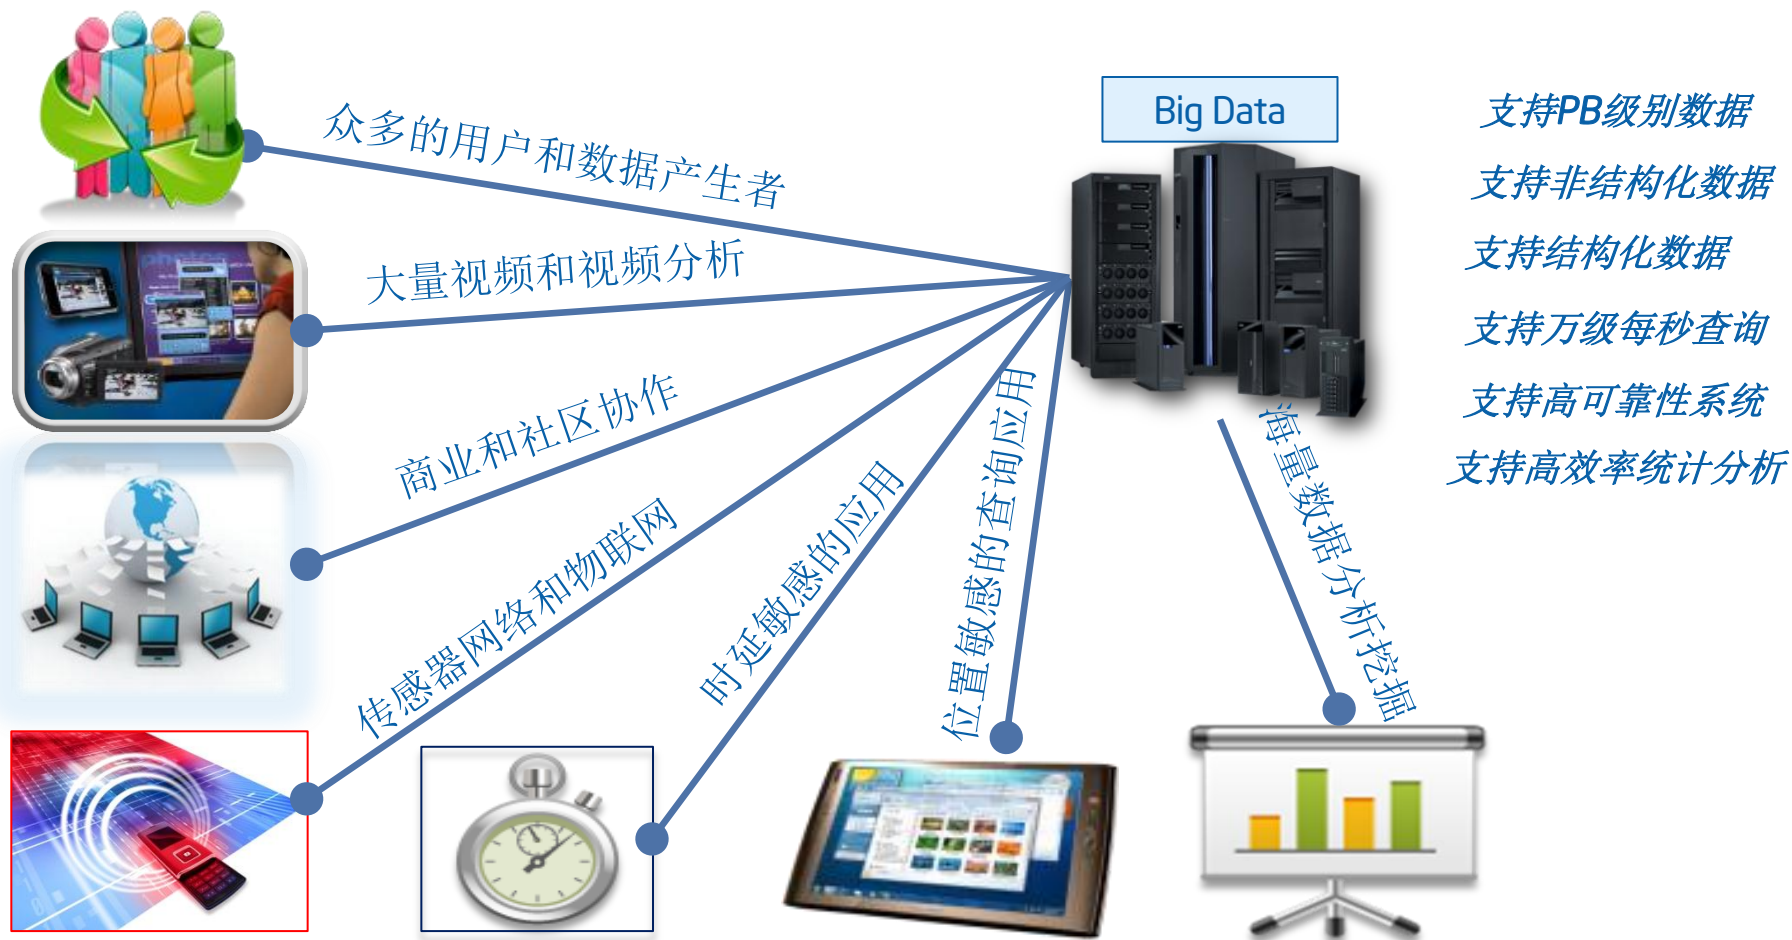 Big Data
支持PB级别数据
支持非结构化数据
支持结构化数据
支持万级每秒查询
支持高可靠性系统
支持高效率统计分析
众多的用户和数据产生者
大量视频和视频分析
商业和社区协作
传感器网络和物联网
时延敏感的应用
位置敏感的查询应用
海量数据分析挖掘